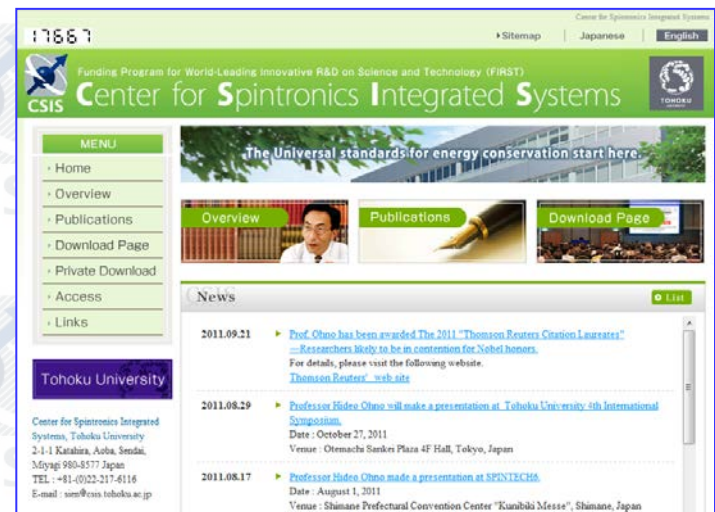 Center for Spintronics Integrated Systems
17667
Sitemap | Japanese | English
Funding Program for World-Leading Innovative R&D on Science and Technology (FIRST)
CSIS Center for Spintronics Integrated Systems
TOHOKU
MENU
Home
Overview
Publications
Download Page
Private Download
Access
Links
Tohoku University
Center for Spintronics Integrated
Systems, Tohoku University
2-1-1 Katahira, Aoba, Sendai,
Miyagi 980-8577 Japan
TEL : +81-(0)22-217-6116
E-mail : sien@csis.tohoku.ac.jp
The Universal standards for energy conservation start here.
Overview
Publications
Download Page
CSIS
News
List
2011.09.21 Prof. Ohno has been awarded The 2011 "Thomson Reuters Citation Laureates"
—Researchers likely to be in contention for Nobel honors.
For details, please visit the following website.
Thomson Reuters' web site
2011.08.29 Professor Hideo Ohno will make a presentation at Tohoku University 4th International
Symposium.
Date : October 27, 2011
Venue : Otemachi Sankei Plaza 4F Hall, Tokyo, Japan
2011.08.17 Professor Hideo Ohno made a presentation at SPINTECH6.
Date : August 1, 2011
Venue : Shimane Prefectural Convention Center "Kunibiki Messe", Shimane, Japan